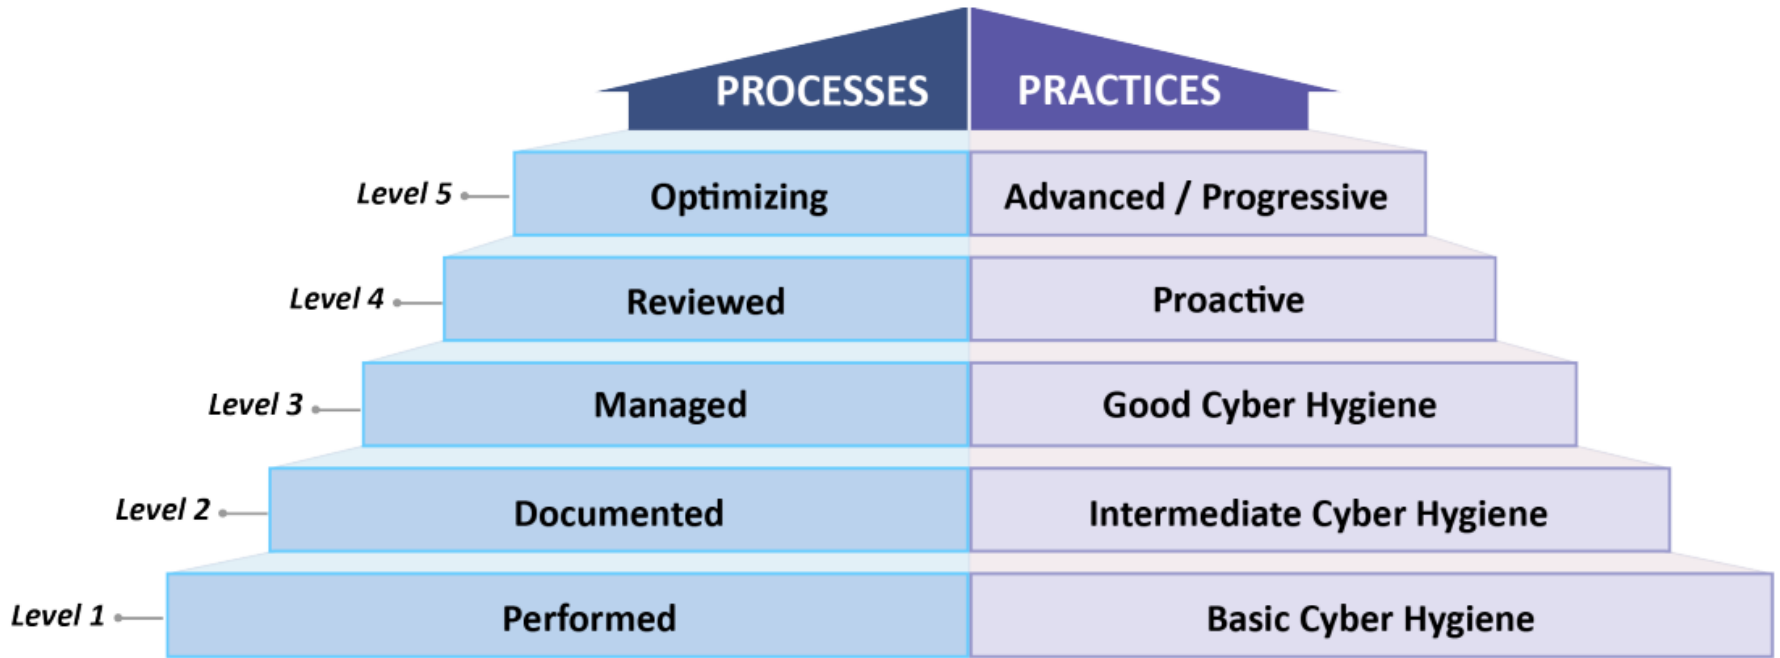 PROCESSES PRACTICES
Level 5 Optimizing Advanced / Progressive
Level 4 Reviewed Proactive
Level 3 Managed Good Cyber Hygiene
Level 2 Documented Intermediate Cyber Hygiene
Level 1 Performed Basic Cyber Hygiene